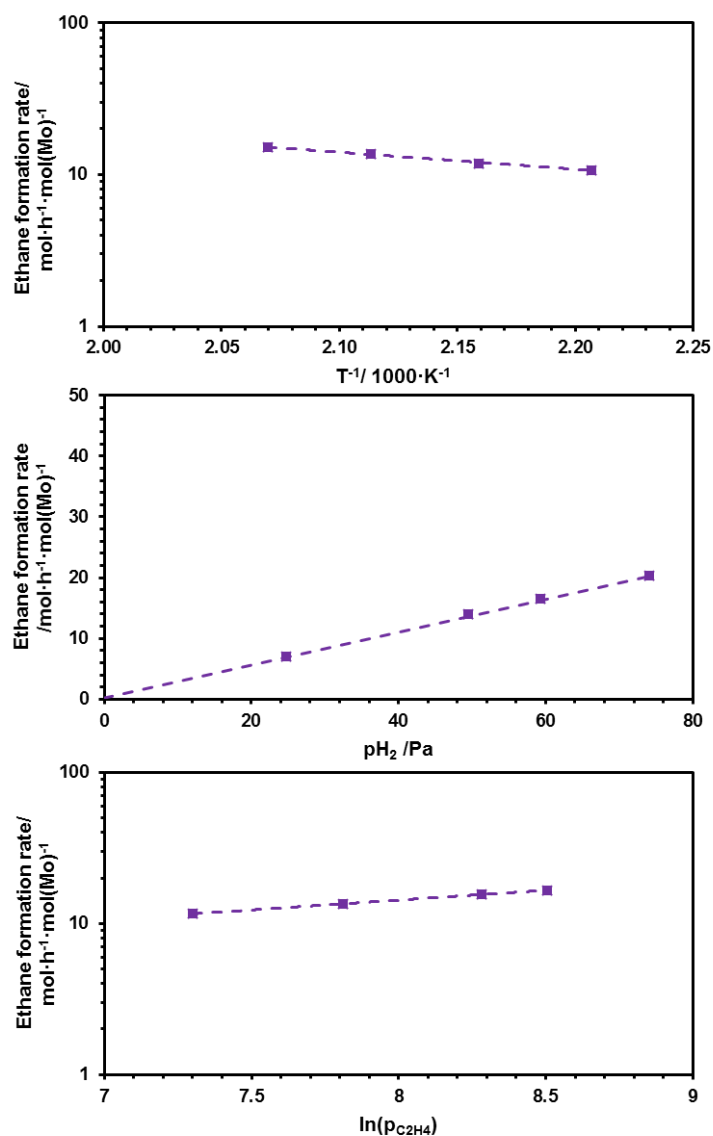 Ethane formation rate/
mol·h⁻¹·mol(Mo)⁻¹
100
10
1
2.00 2.05 2.10 2.15 2.20 2.25
T⁻¹/ 1000·K⁻¹
Ethane formation rate
/mol·h⁻¹·mol(Mo)⁻¹
50
40
30
20
10
0
0 20 40 60 80
pH₂ /Pa
Ethane formation rate/
mol·h⁻¹·mol(Mo)⁻¹
100
10
1
7 7.5 8 8.5 9
ln(p_C2H4)